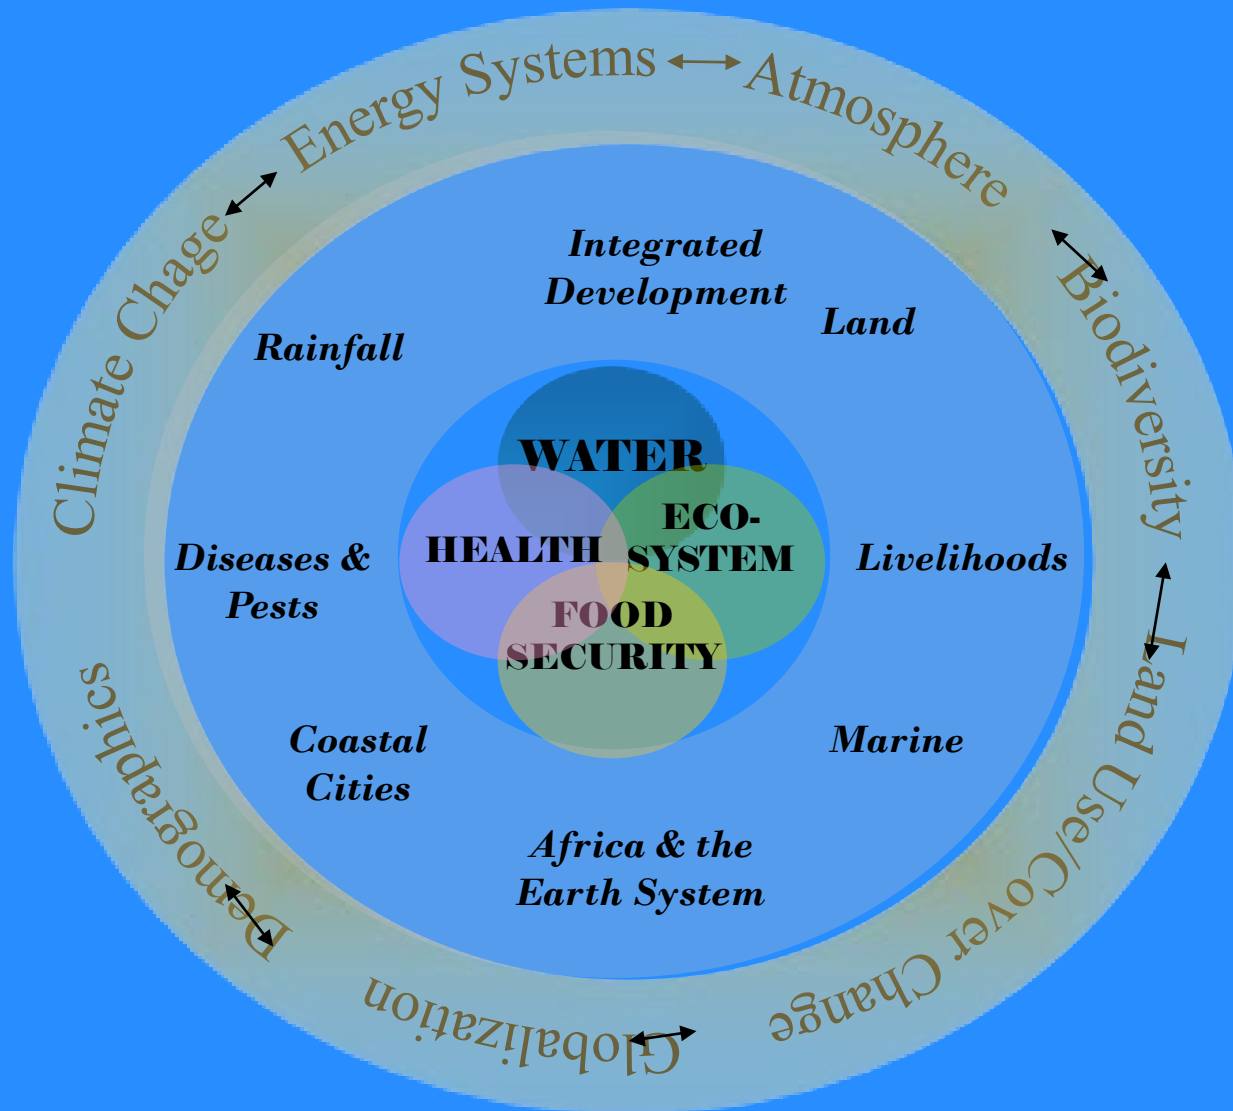 Energy Systems
Atmosphere
Biodiversity
Land Use/Cover Change
Globalization
Demographics
Climate Chage
Integrated
Development
Land
Rainfall
Livelihoods
Diseases &
Pests
Marine
Coastal
Cities
Africa & the
Earth System
WATER
ECO-
SYSTEM
HEALTH
FOOD
SECURITY